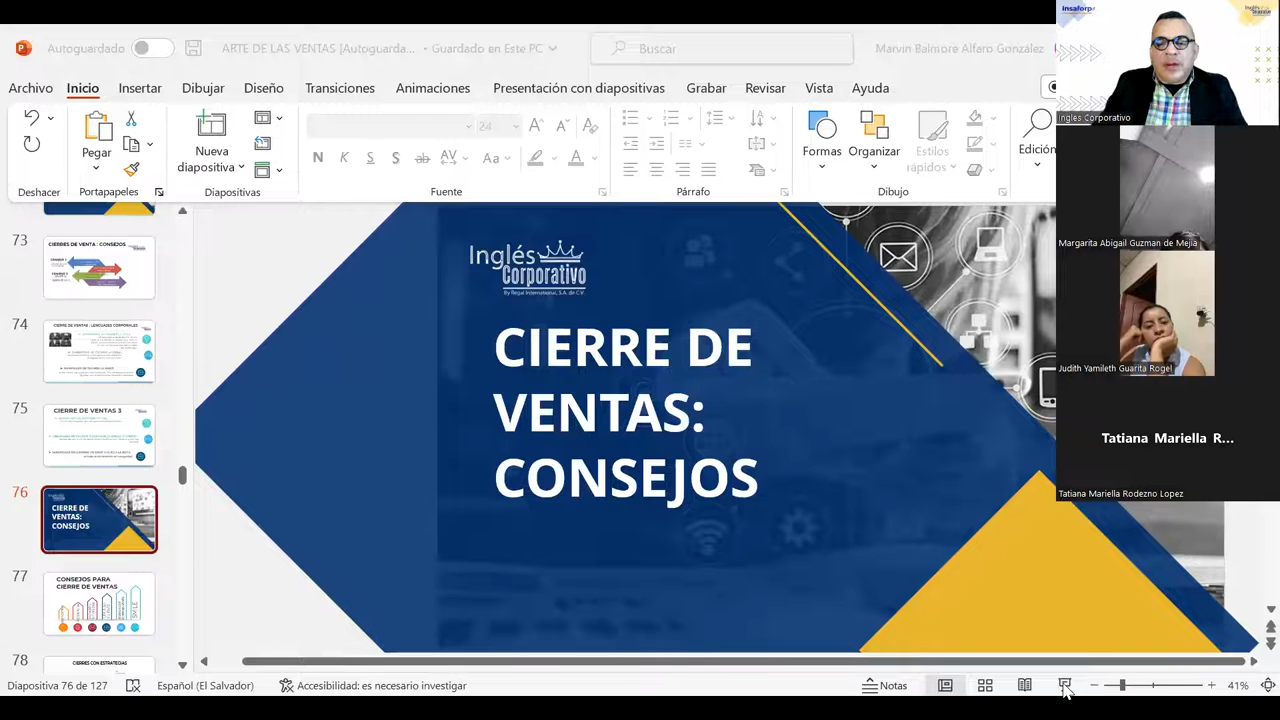 Autoguardado
ARTE DE LAS VENTAS |Autoguarda... • Guardado en Este PC
Buscar
Marvin Balmore Alfaro González
Archivo Inicio Insertar Dibujar Diseño Transiciones Animaciones Presentación con diapositivas Grabar Revisar Vista Ayuda
24
Pegar
Nueva diapositiva
N K S S ab AV Aa A
Formas
Organizar
Estilos rápidos
Edición
Deshacer
Portapapeles
Diapositivas
Fuente
Párrafo
Dibujo
73
CIERRES DE VENTA : CONSEJOS
74
CIERRE DE VENTAS : LENGUAJES CORPORALES
75
CIERRE DE VENTAS 3
76
CIERRE DE
VENTAS:
CONSEJOS
77
CONSEJOS PARA
CIERRE DE VENTAS
SMILE
78
CIERRES CON ESTRATEGIAS
Inglés
Corporativo
By Regal International, S.A. de C.V.
CIERRE DE
VENTAS:
CONSEJOS
insaforp
Ingles Corporativo
Margarita Abigail Guzman de Mejia
Judith Yamileth Guarita Rogel
Tatiana Mariella R...
Tatiana Mariella Rodezno Lopez
Diapositiva 76 de 127
Español (El Salvador)
Accesibilidad: es necesario investigar
Notas
41%